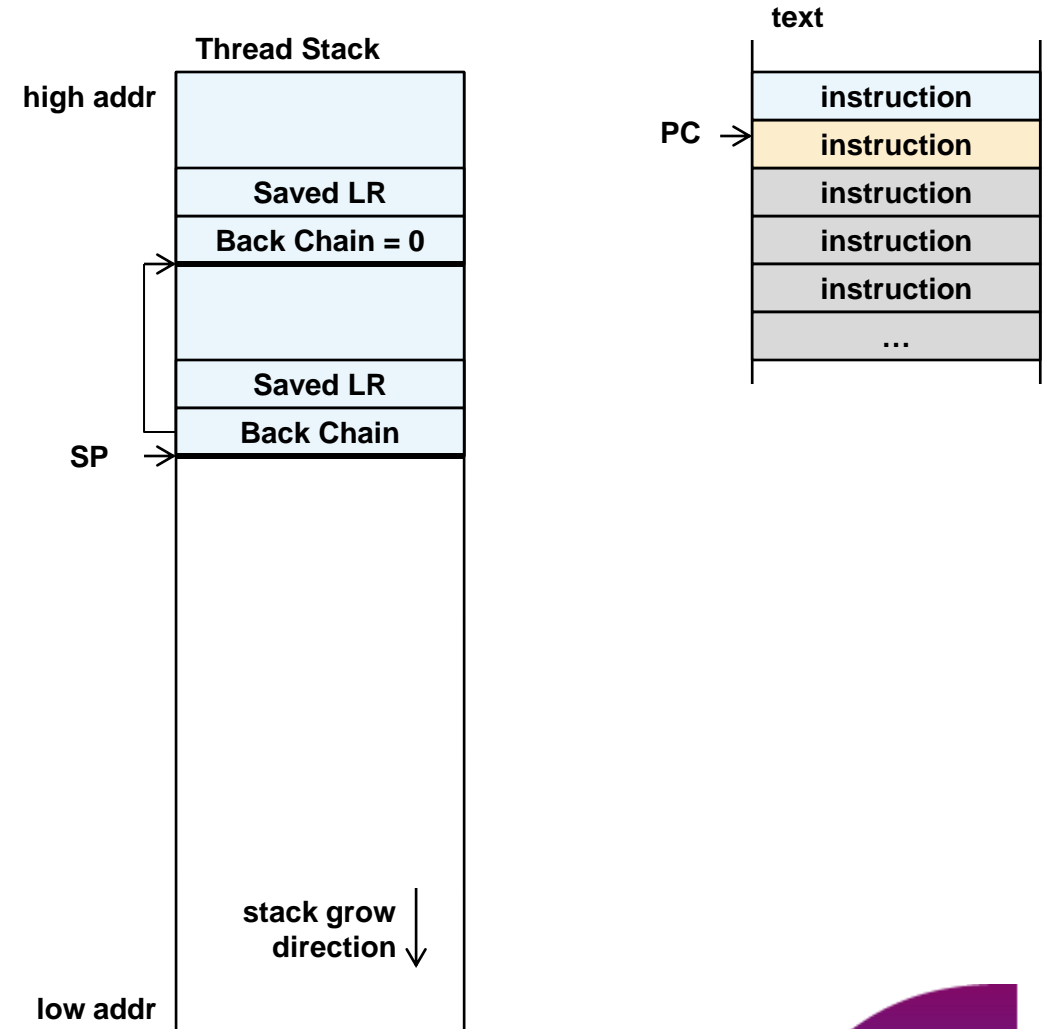 Thread Stack
high addr
Saved LR
Back Chain = 0
Saved LR
Back Chain
SP
stack grow
direction
low addr
text
instruction
PC
instruction
instruction
instruction
instruction
…